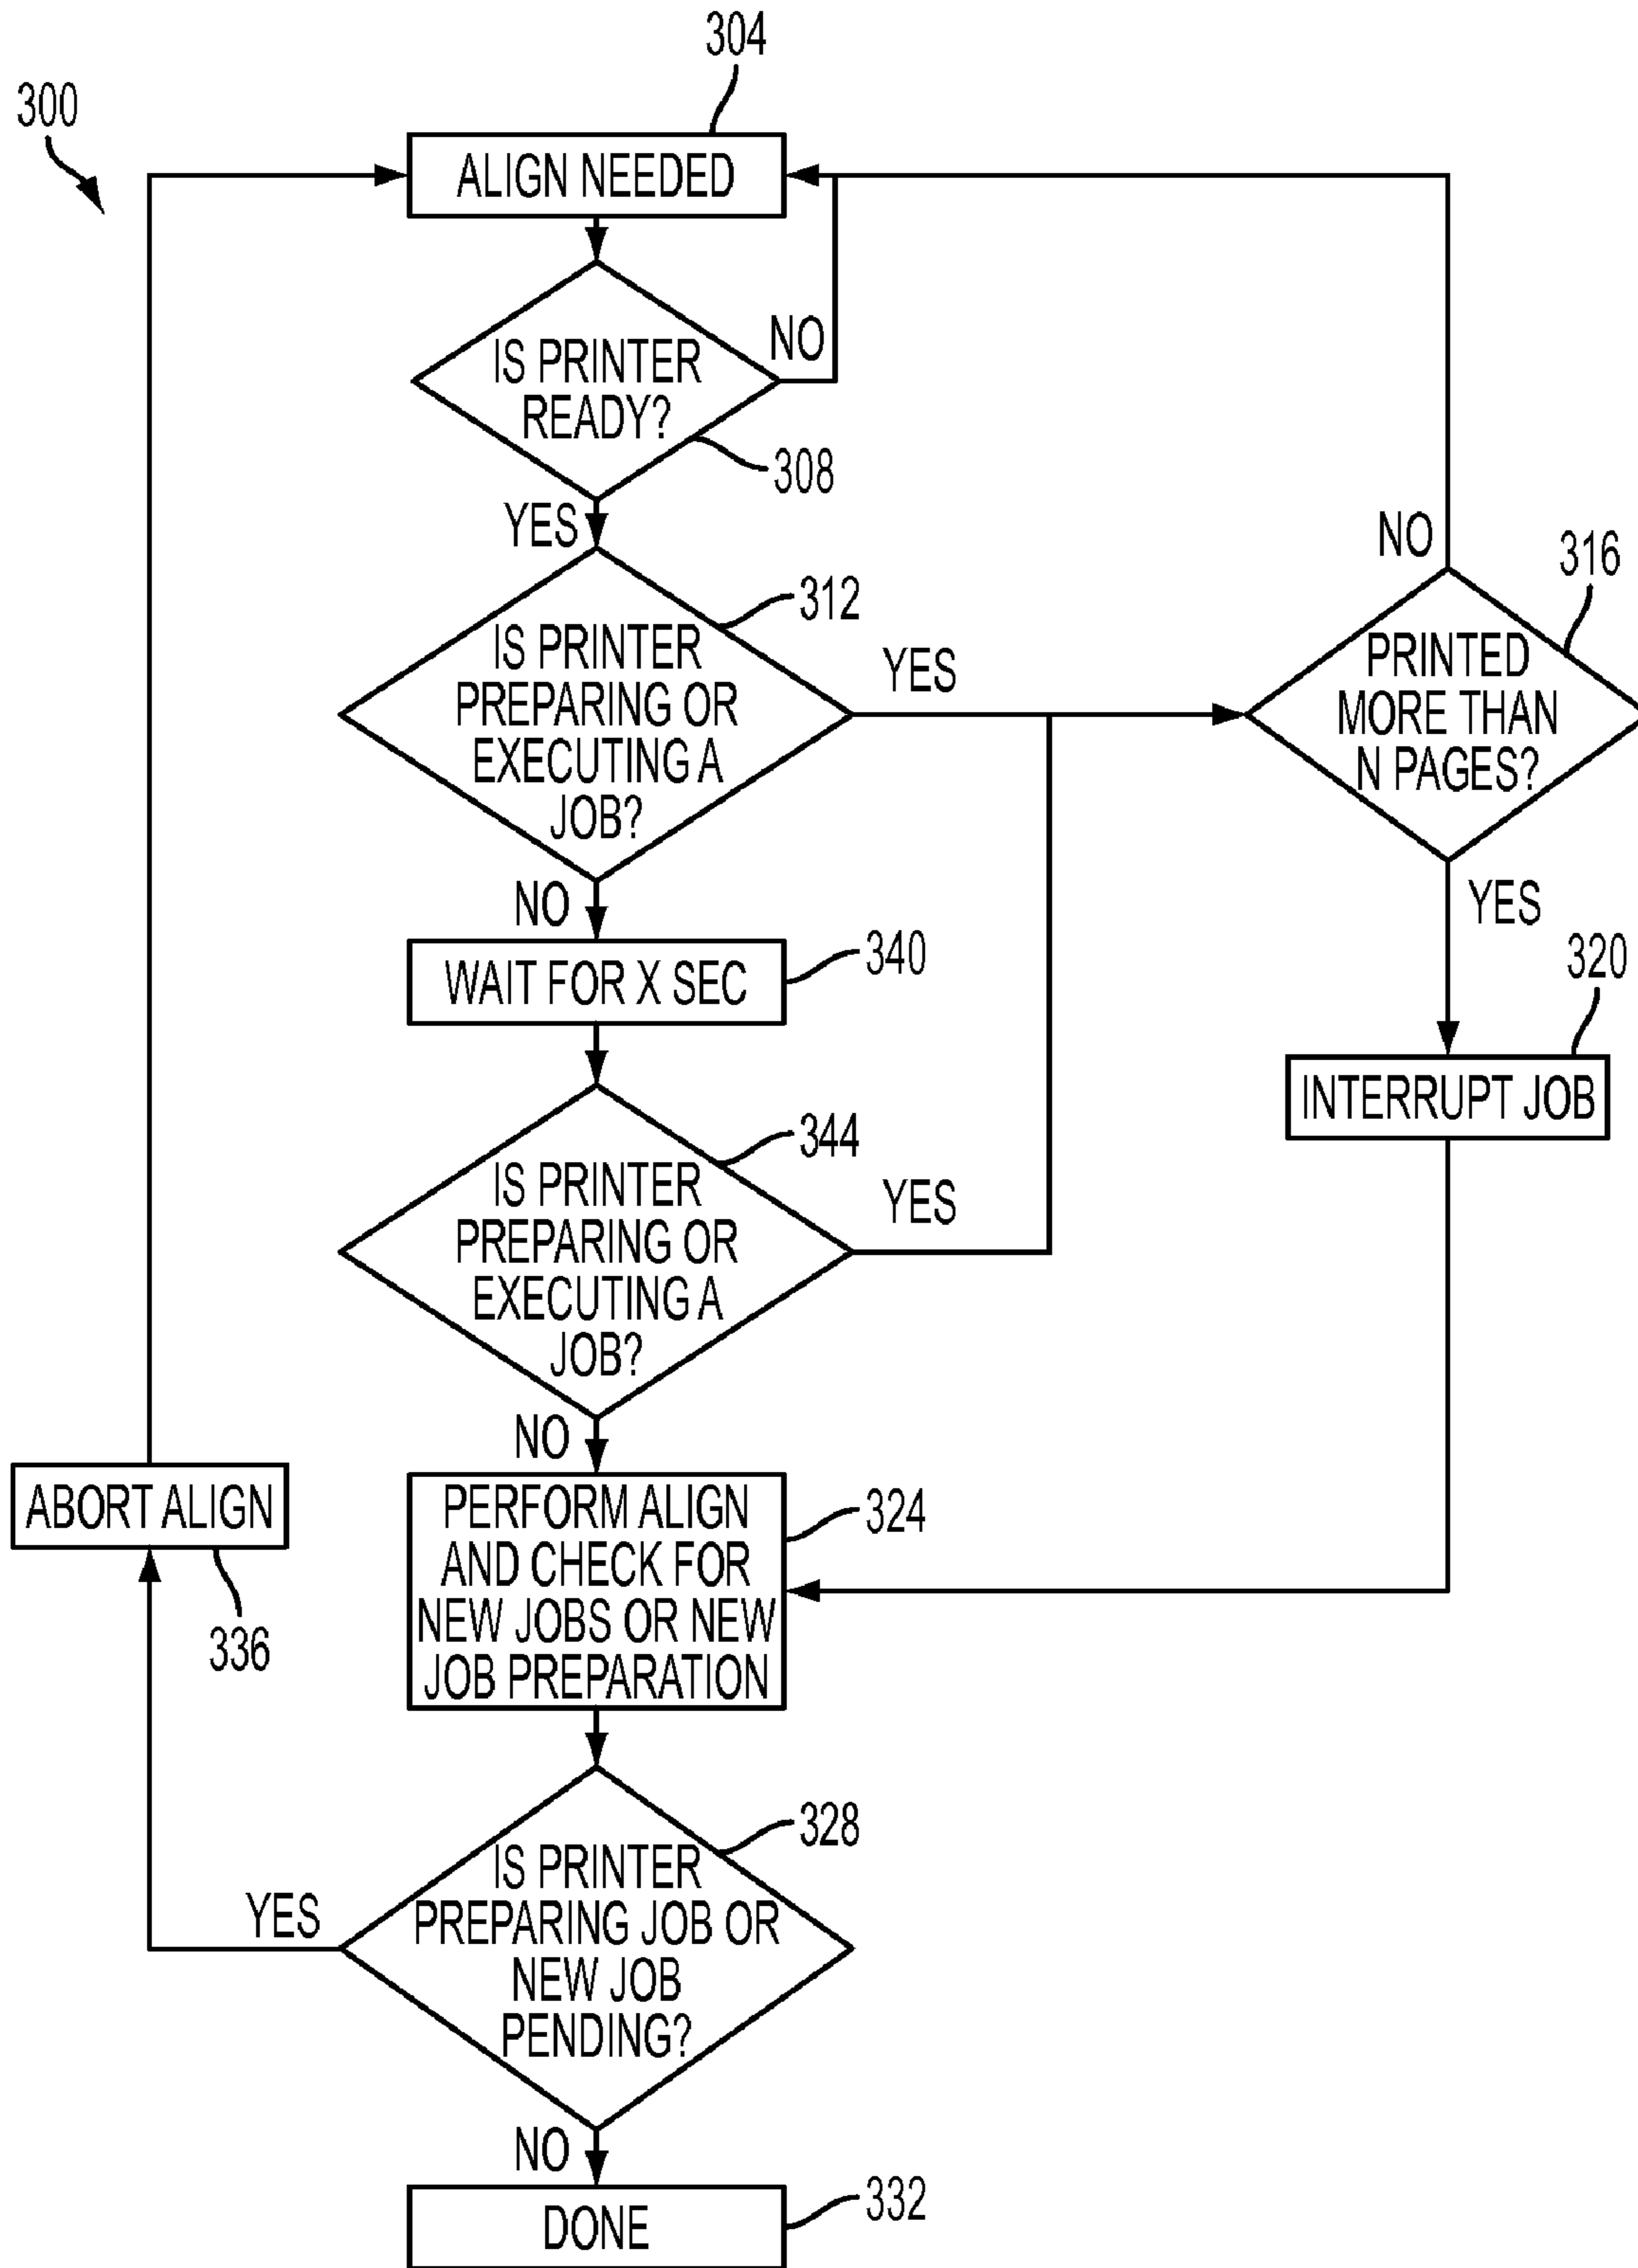 304
300
ALIGN NEEDED
IS PRINTER
READY?
NO
308
YES
312
IS PRINTER
PREPARING OR
EXECUTING A
JOB?
YES
NO
316
PRINTED
MORE THAN
N PAGES?
YES
NO
340
WAIT FOR X SEC
320
INTERRUPT JOB
344
IS PRINTER
PREPARING OR
EXECUTING A
JOB?
YES
NO
ABORT ALIGN
336
PERFORM ALIGN
AND CHECK FOR
NEW JOBS OR NEW
JOB PREPARATION
324
328
IS PRINTER
PREPARING JOB OR
NEW JOB
PENDING?
YES
NO
DONE
332